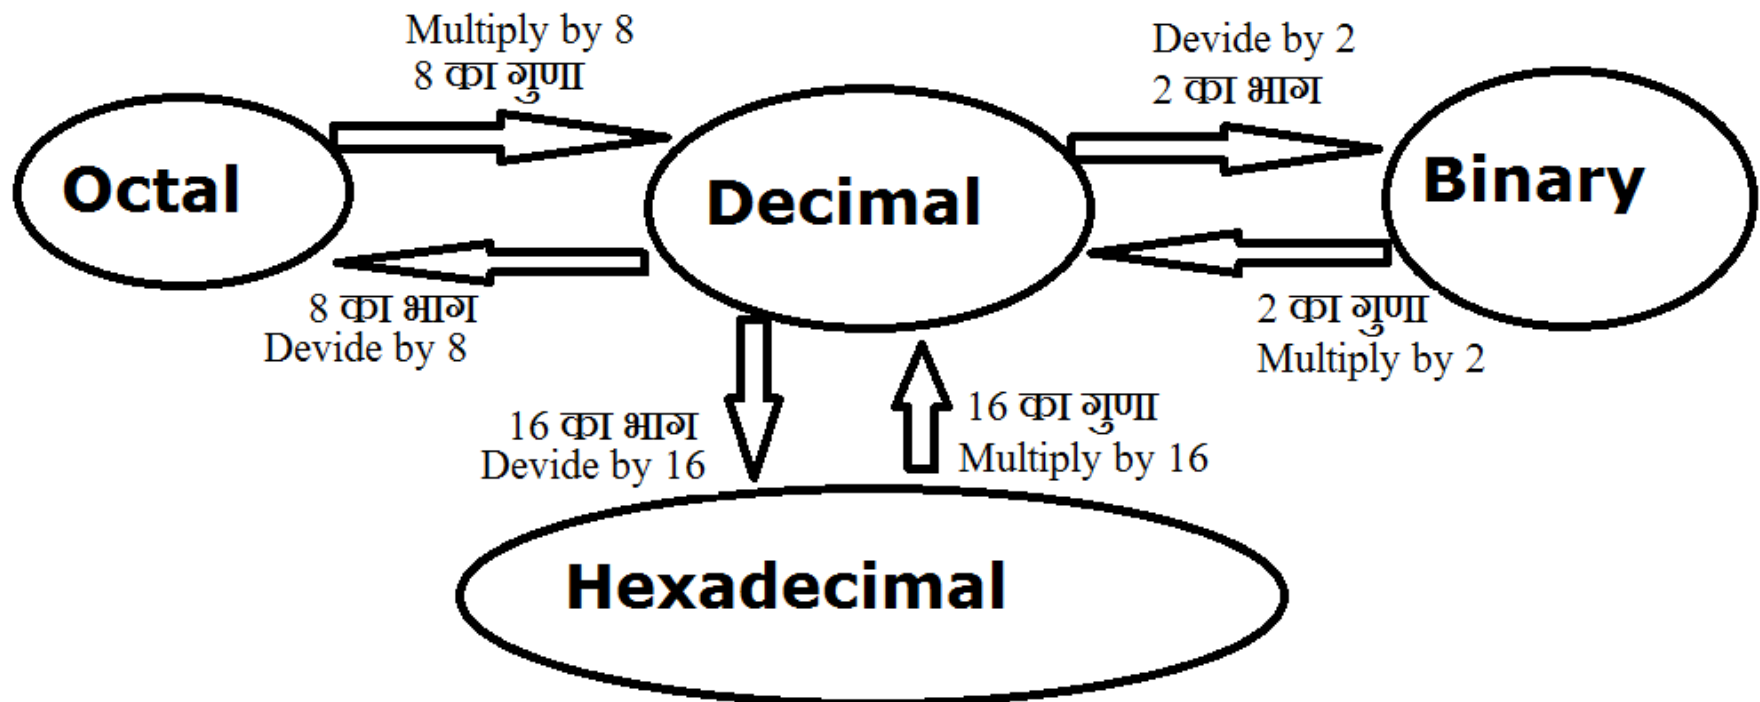 Multiply by 8
8 का गुणा
Devide by 2
2 का भाग
Octal
Decimal
Binary
8 का भाग
Devide by 8
2 का गुणा
Multiply by 2
16 का भाग
Devide by 16
16 का गुणा
Multiply by 16
Hexadecimal